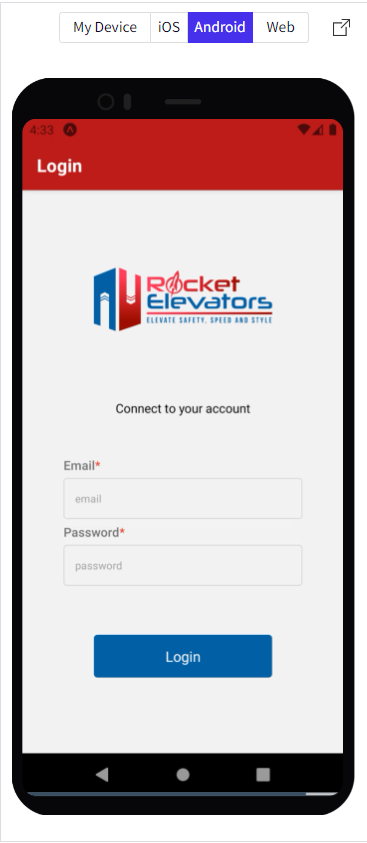 My Device iOS Android Web
4:33
Login
Rocket
Elevators
ELEVATE SAFETY, SPEED AND STYLE
Connect to your account
Email*
email
Password*
password
Login